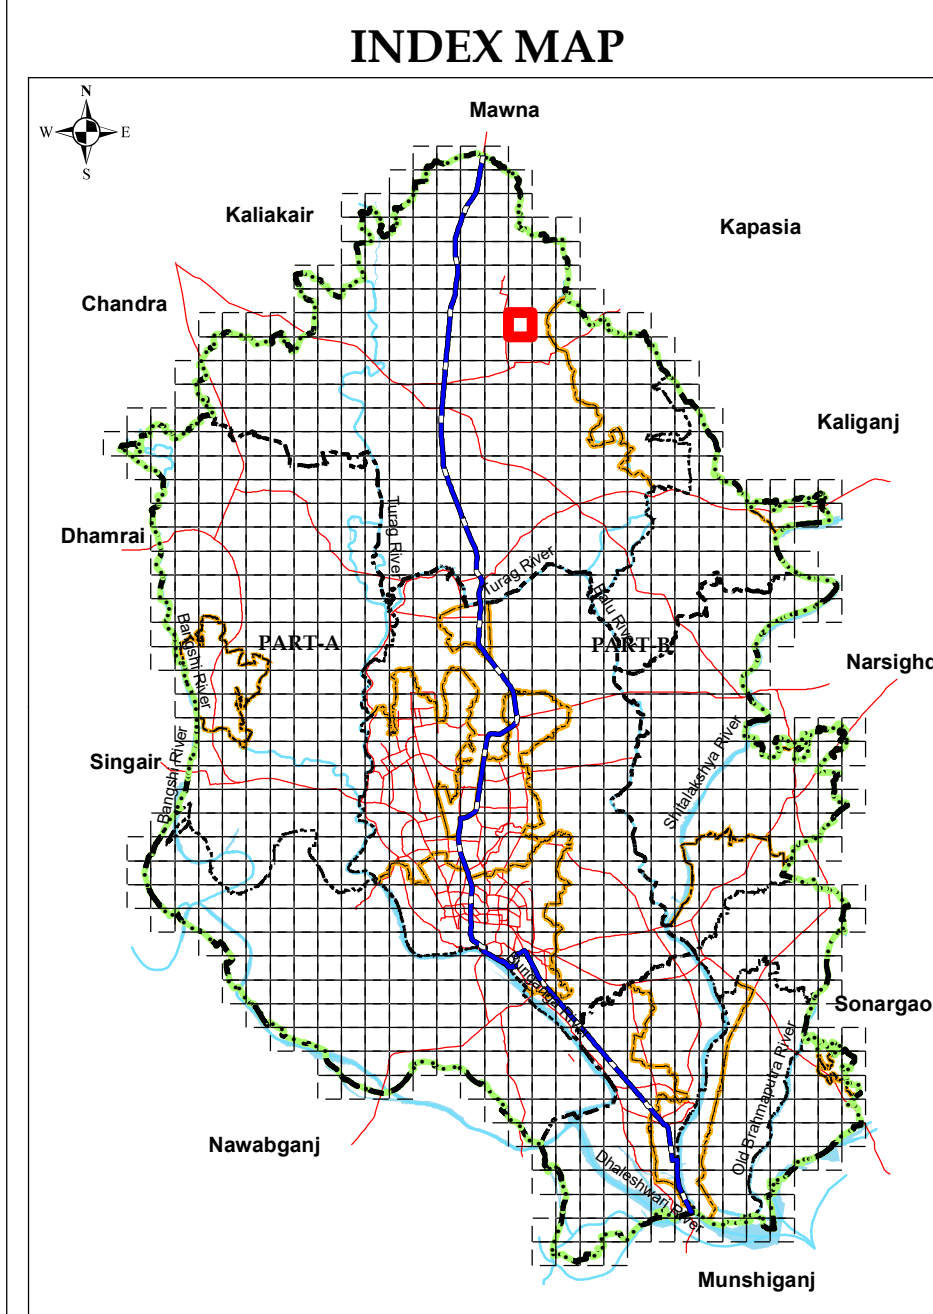 INDEX MAP
N
W E
S
Mawna
Kaliakair
Kapasia
Chandra
Kaliganj
Dhamrai
Turag River
Turag River
Balu River
Bangshi River
PART-A
PART-B
Narsighd
Singair
Bangshi River
Shitalakshya River
Buriganga River
Sonargao
Old Brahmaputra River
Nawabganj
Dhaleshwari River
Munshiganj